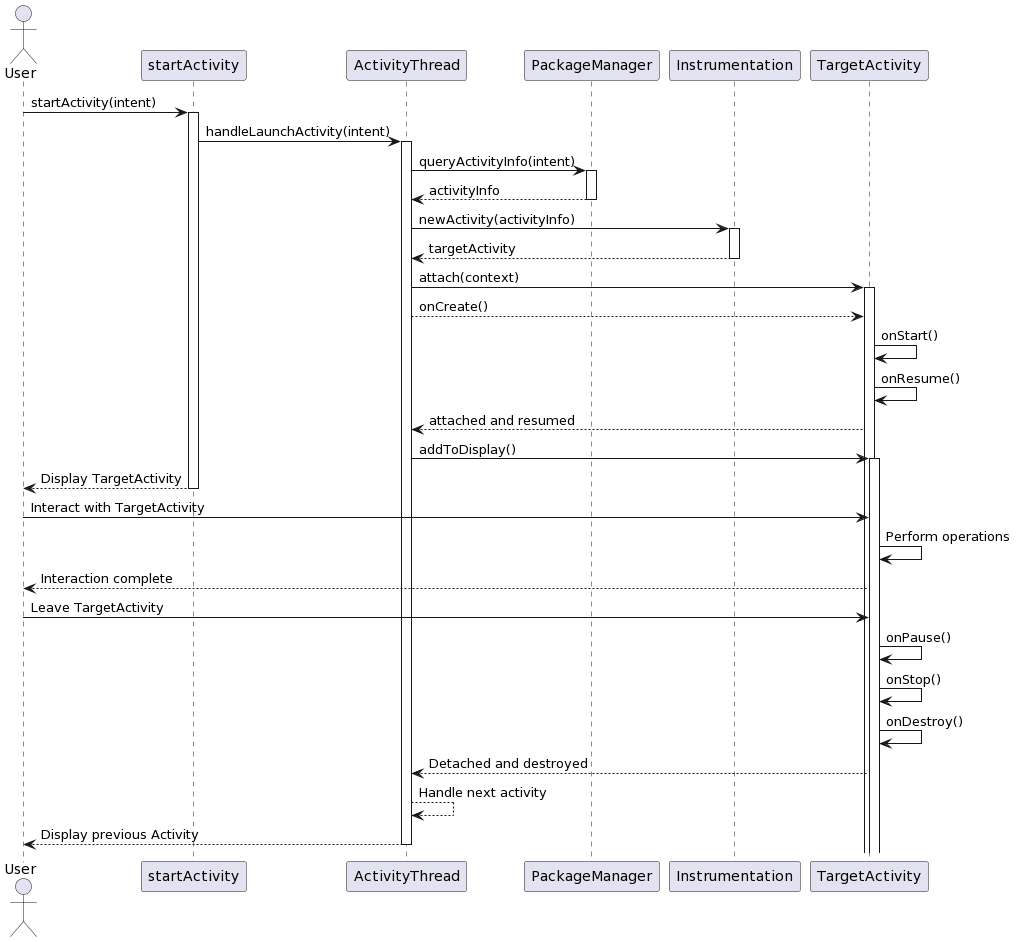 User
startActivity
ActivityThread
PackageManager
Instrumentation
TargetActivity
startActivity(intent)
handleLaunchActivity(intent)
queryActivityInfo(intent)
activityInfo
newActivity(activityInfo)
targetActivity
attach(context)
onCreate()
onStart()
onResume()
attached and resumed
addToDisplay()
Display TargetActivity
Interact with TargetActivity
Perform operations
Interaction complete
Leave TargetActivity
onPause()
onStop()
onDestroy()
Detached and destroyed
Handle next activity
Display previous Activity
User
startActivity
ActivityThread
PackageManager
Instrumentation
TargetActivity